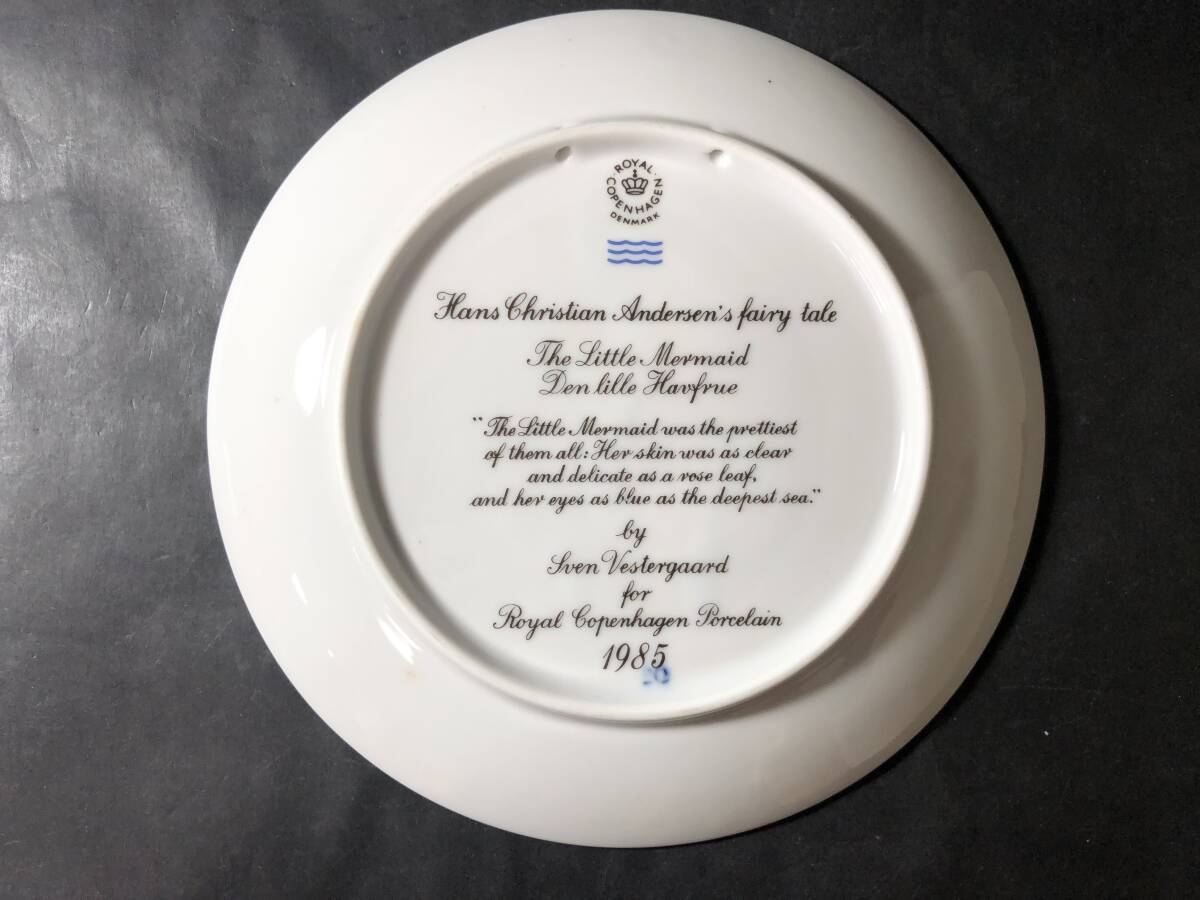 ROYAL
COPENHAGEN
DENMARK
Hans Christian Andersen's fairy tale
The Little Mermaid
Den lille Havfrue
"The Little Mermaid was the prettiest
of them all: Her skin was as clear
and delicate as a rose leaf,
and her eyes as blue as the deepest sea."
by
Sven Vestergaard
for
Royal Copenhagen Porcelain
1985